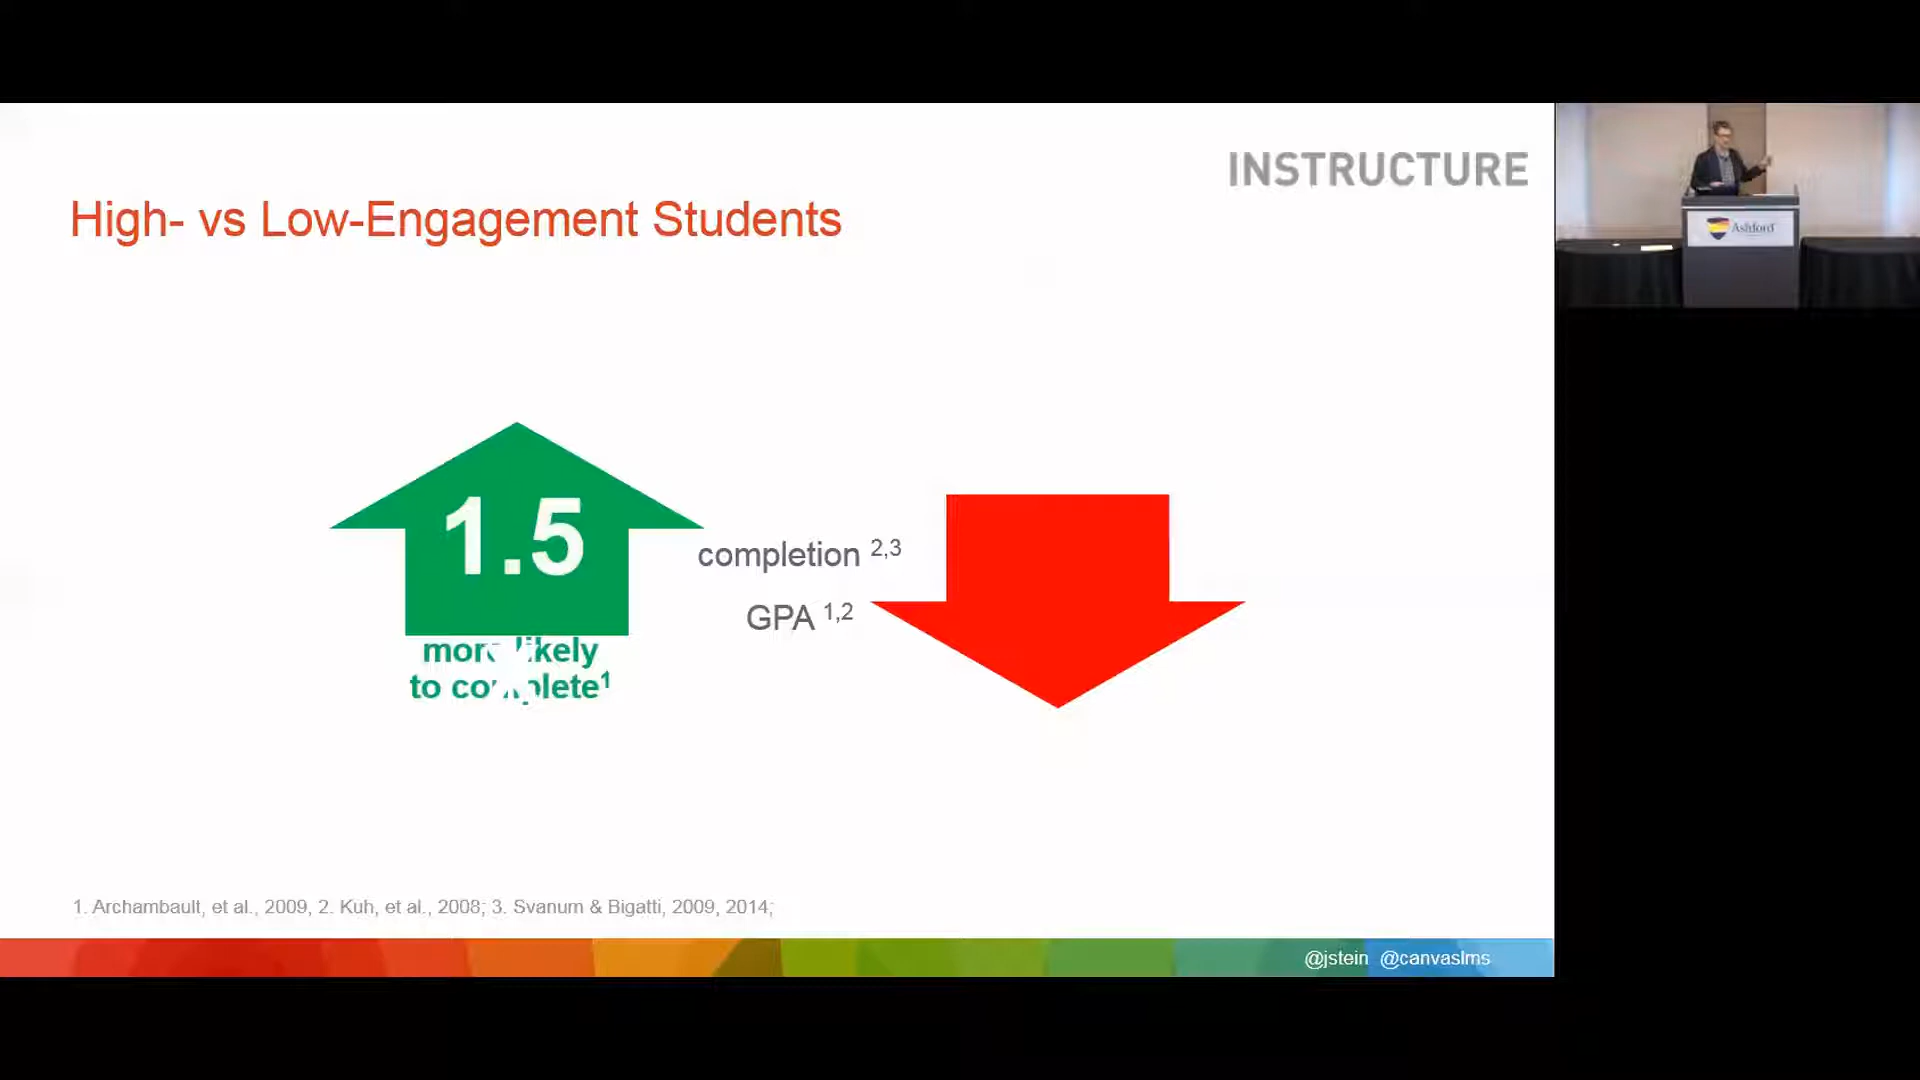 INSTRUCTURE
High- vs Low-Engagement Students
1.5
more likely
to complete¹
completion ²,³
GPA ¹,²
1. Archambault, et al., 2009, 2. Kuh, et al., 2008; 3. Svanum & Bigatti, 2009, 2014;
@jstein @canvaslms
Ashford